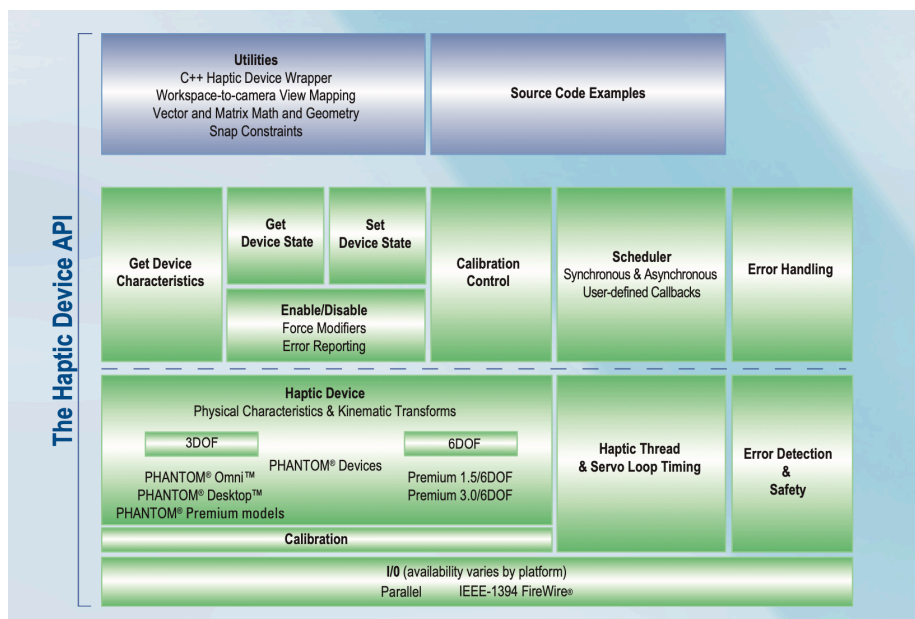 The Haptic Device API
Utilities
C++ Haptic Device Wrapper
Workspace-to-camera View Mapping
Vector and Matrix Math and Geometry
Snap Constraints
Source Code Examples
Get Device
Characteristics
Get
Device State
Set
Device State
Enable/Disable
Force Modifiers
Error Reporting
Calibration
Control
Scheduler
Synchronous & Asynchronous
User-defined Callbacks
Error Handling
Haptic Device
Physical Characteristics & Kinematic Transforms
3DOF
6DOF
PHANTOM® Devices
PHANTOM® Omni™
PHANTOM® Desktop™
PHANTOM® Premium models
Premium 1.5/6DOF
Premium 3.0/6DOF
Calibration
Haptic Thread
& Servo Loop Timing
Error Detection
&
Safety
I/0 (availability varies by platform)
Parallel IEEE-1394 FireWire®